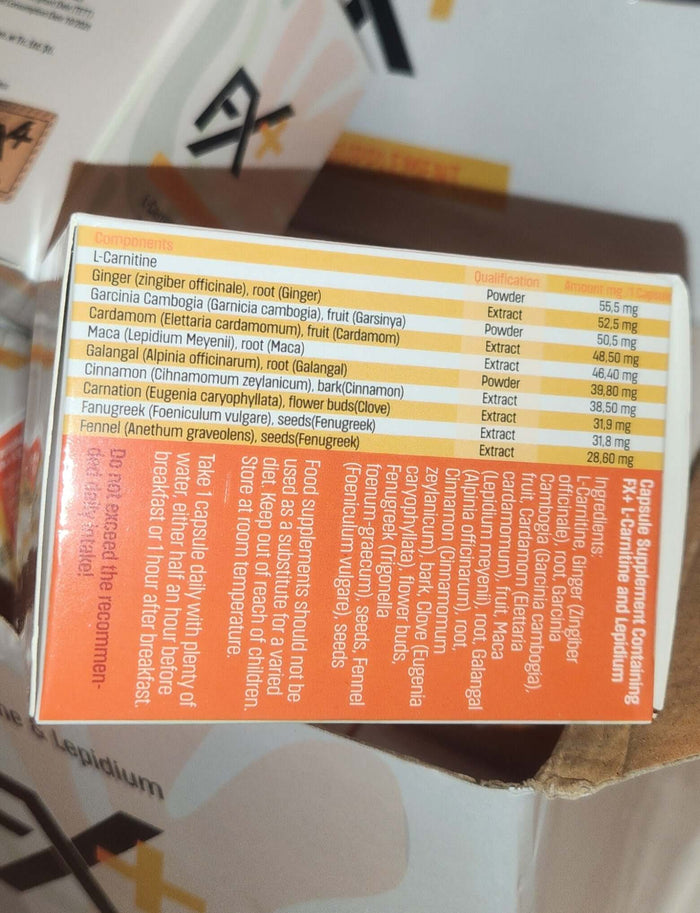 FX+
SUPPLEMENT
Components Qualification Amount mg
L-Carnitine Powder 55,5 mg
Ginger (zingiber officinale), root (Ginger) Extract 52,5 mg
Garcinia Cambogia (Garnicia cambogia), fruit (Garsinya) Powder 50,5 mg
Cardamom (Elettaria cardamomum), fruit (Cardamom) Extract 48,50 mg
Maca (Lepidium Meyenii), root (Maca) Extract 46,40 mg
Galangal (Alpinia officinarum), root (Galangal) Powder 39,80 mg
Cinnamon (Cihnamomum zeylanicum), bark(Cinnamon) Extract 38,50 mg
Carnation (Eugenia caryophyllata), flower buds(Clove) Extract 31,9 mg
Fanugreek (Foeniculum vulgare), seeds(Fenugreek) Extract 31,8 mg
Fennel (Anethum graveolens), seeds(Fenugreek) Extract 28,60 mg
Capsule Supplement Containing
FX+ L-Carnitine and Lepidium
Ingredients:
L-Carnitine, Ginger (Zingiber
officinale), root, Garcinia
Cambogia (Garcinia cambogia),
fruit, Cardamom (Elettaria
cardamomum), fruit, Maca
(Lepidium meyenii), root, Galangal
(Alpinia officinarum), root,
Cinnamon (Cinnamomum
zeylanicum), bark, Clove (Eugenia
caryophyllata), flower buds,
Fenugreek (Trigonella
foenum-graecum), seeds, Fennel
(Foeniculum vulgare), seeds
Food supplements should not be
used as a substitute for a varied
diet. Keep out of reach of children.
Store at room temperature.
Take 1 capsule daily with plenty of
water, either half an hour before
breakfast or 1 hour after breakfast.
Do not exceed the recommen-
ded daily intake!
& Lepidium
FX+